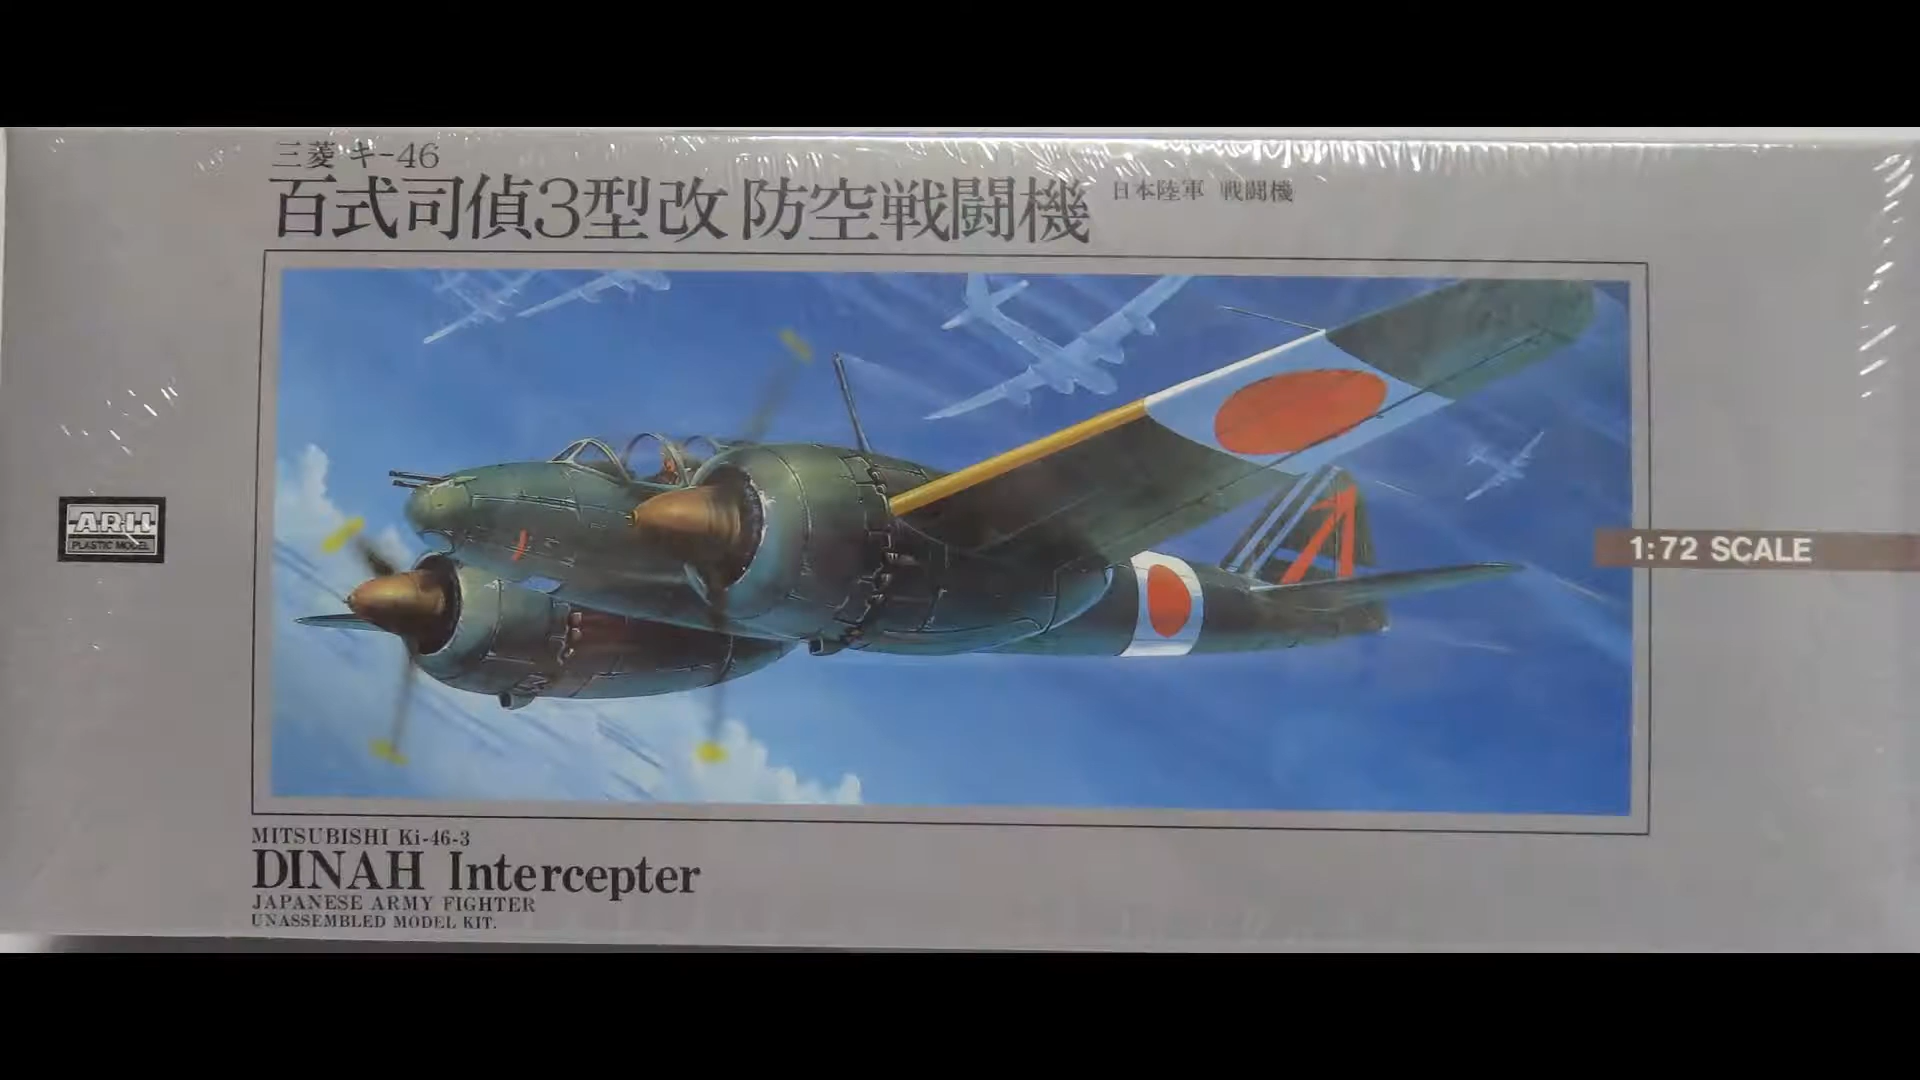 三菱 キ-46
百式司偵3型改 防空戦闘機
日本陸軍 戦闘機
ARII
PLASTIC MODEL
1:72 SCALE
MITSUBISHI Ki-46-3
DINAH Intercepter
JAPANESE ARMY FIGHTER
UNASSEMBLED MODEL KIT.